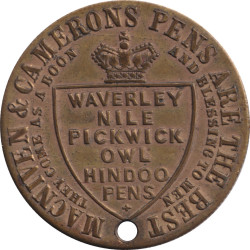 MACNIVEN & CAMERONS PENS ARE THE BEST
THEY COME AS A BOON AND BLESSING TO MEN
WAVERLEY
NILE
PICKWICK
OWL
HINDOO
PENS